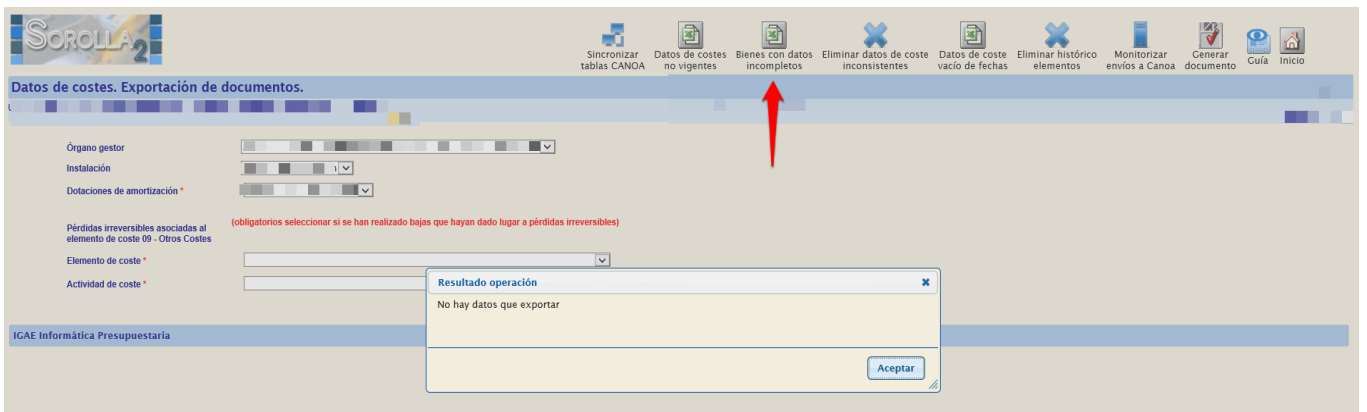 SOROLLA2
Sincronizar tablas CANOA
Datos de costes no vigentes
Bienes con datos incompletos
Eliminar datos de coste inconsistentes
Datos de coste vacío de fechas
Eliminar histórico elementos
Monitorizar envíos a Canoa
Generar documento
Guía
Inicio
Datos de costes. Exportación de documentos.
Órgano gestor
Instalación
Dotaciones de amortización *
Pérdidas irreversibles asociadas al
elemento de coste 09 - Otros Costes
(obligatorios seleccionar si se han realizado bajas que hayan dado lugar a pérdidas irreversibles)
Elemento de coste *
Actividad de coste *
Resultado operación
No hay datos que exportar
Aceptar
IGAE Informática Presupuestaria